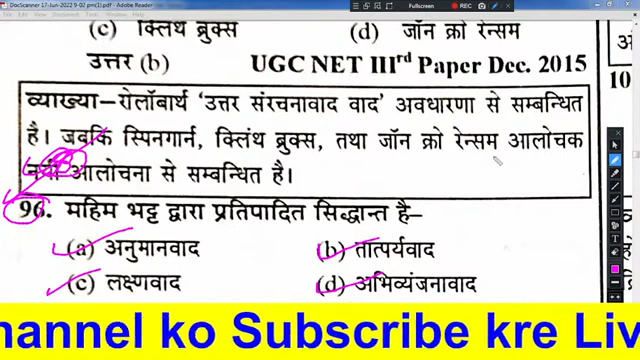 DocScanner 17-Jun-2022 9-02 pm(1).pdf - Adobe Reader
Fullscreen REC
(c) क्लिंथ ब्रुक्स (d) जॉन क्रो रेन्सम
उत्तर (b) UGC NET IIIrd Paper Dec. 2015
व्याख्या–रोलॉबार्थ ‘उत्तर संरचनावाद वाद’ अवधारणा से सम्बन्धित
है। जबकि स्पिनगार्न, क्लिंथ ब्रुक्स, तथा जॉन क्रो रेन्सम आलोचक
आलोचना से सम्बन्धित है।
10
96. महिम भट्ट द्वारा प्रतिपादित सिद्धान्त है–
(a) अनुमानवाद (b) तात्पर्यवाद
(c) लक्ष्णवाद (d) अभिव्यंजनावाद
hannel ko Subscribe kre Liv